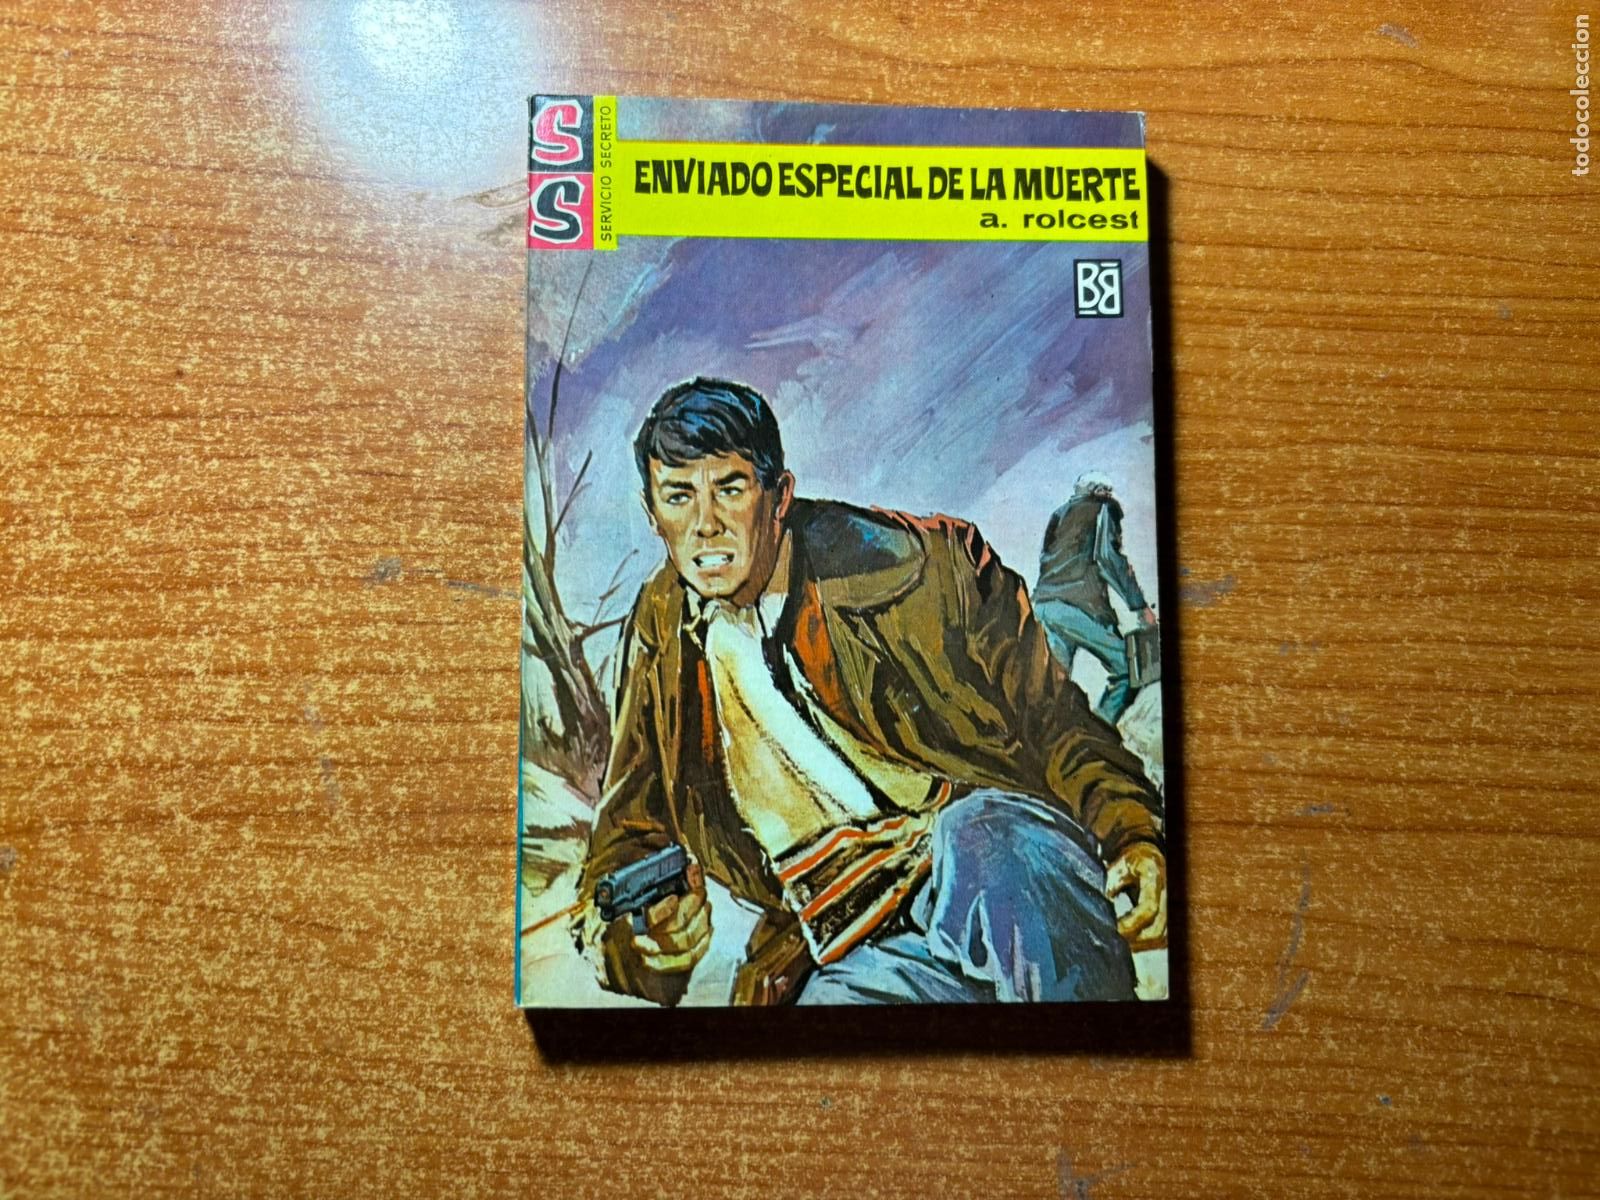 S
S
SERVICIO SECRETO
ENVIADO ESPECIAL DE LA MUERTE
a. rolcest
BB
todocoleccion